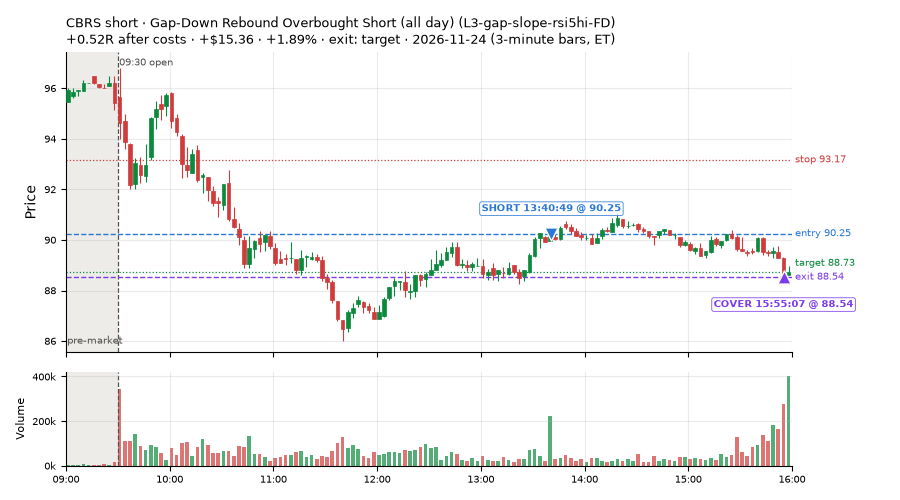 CBRS short · Gap-Down Rebound Overbought Short (all day) (L3-gap-slope-rsi5hi-FD)
+0.52R after costs · +$15.36 · +1.89% · exit: target · 2026-11-24 (3-minute bars, ET)
09:30 open
96
94
92
90
88
86
Price
stop 93.17
SHORT 13:40:49 @ 90.25
entry 90.25
target 88.73
exit 88.54
COVER 15:55:07 @ 88.54
pre-market
400k
200k
0k
Volume
09:00
10:00
11:00
12:00
13:00
14:00
15:00
16:00